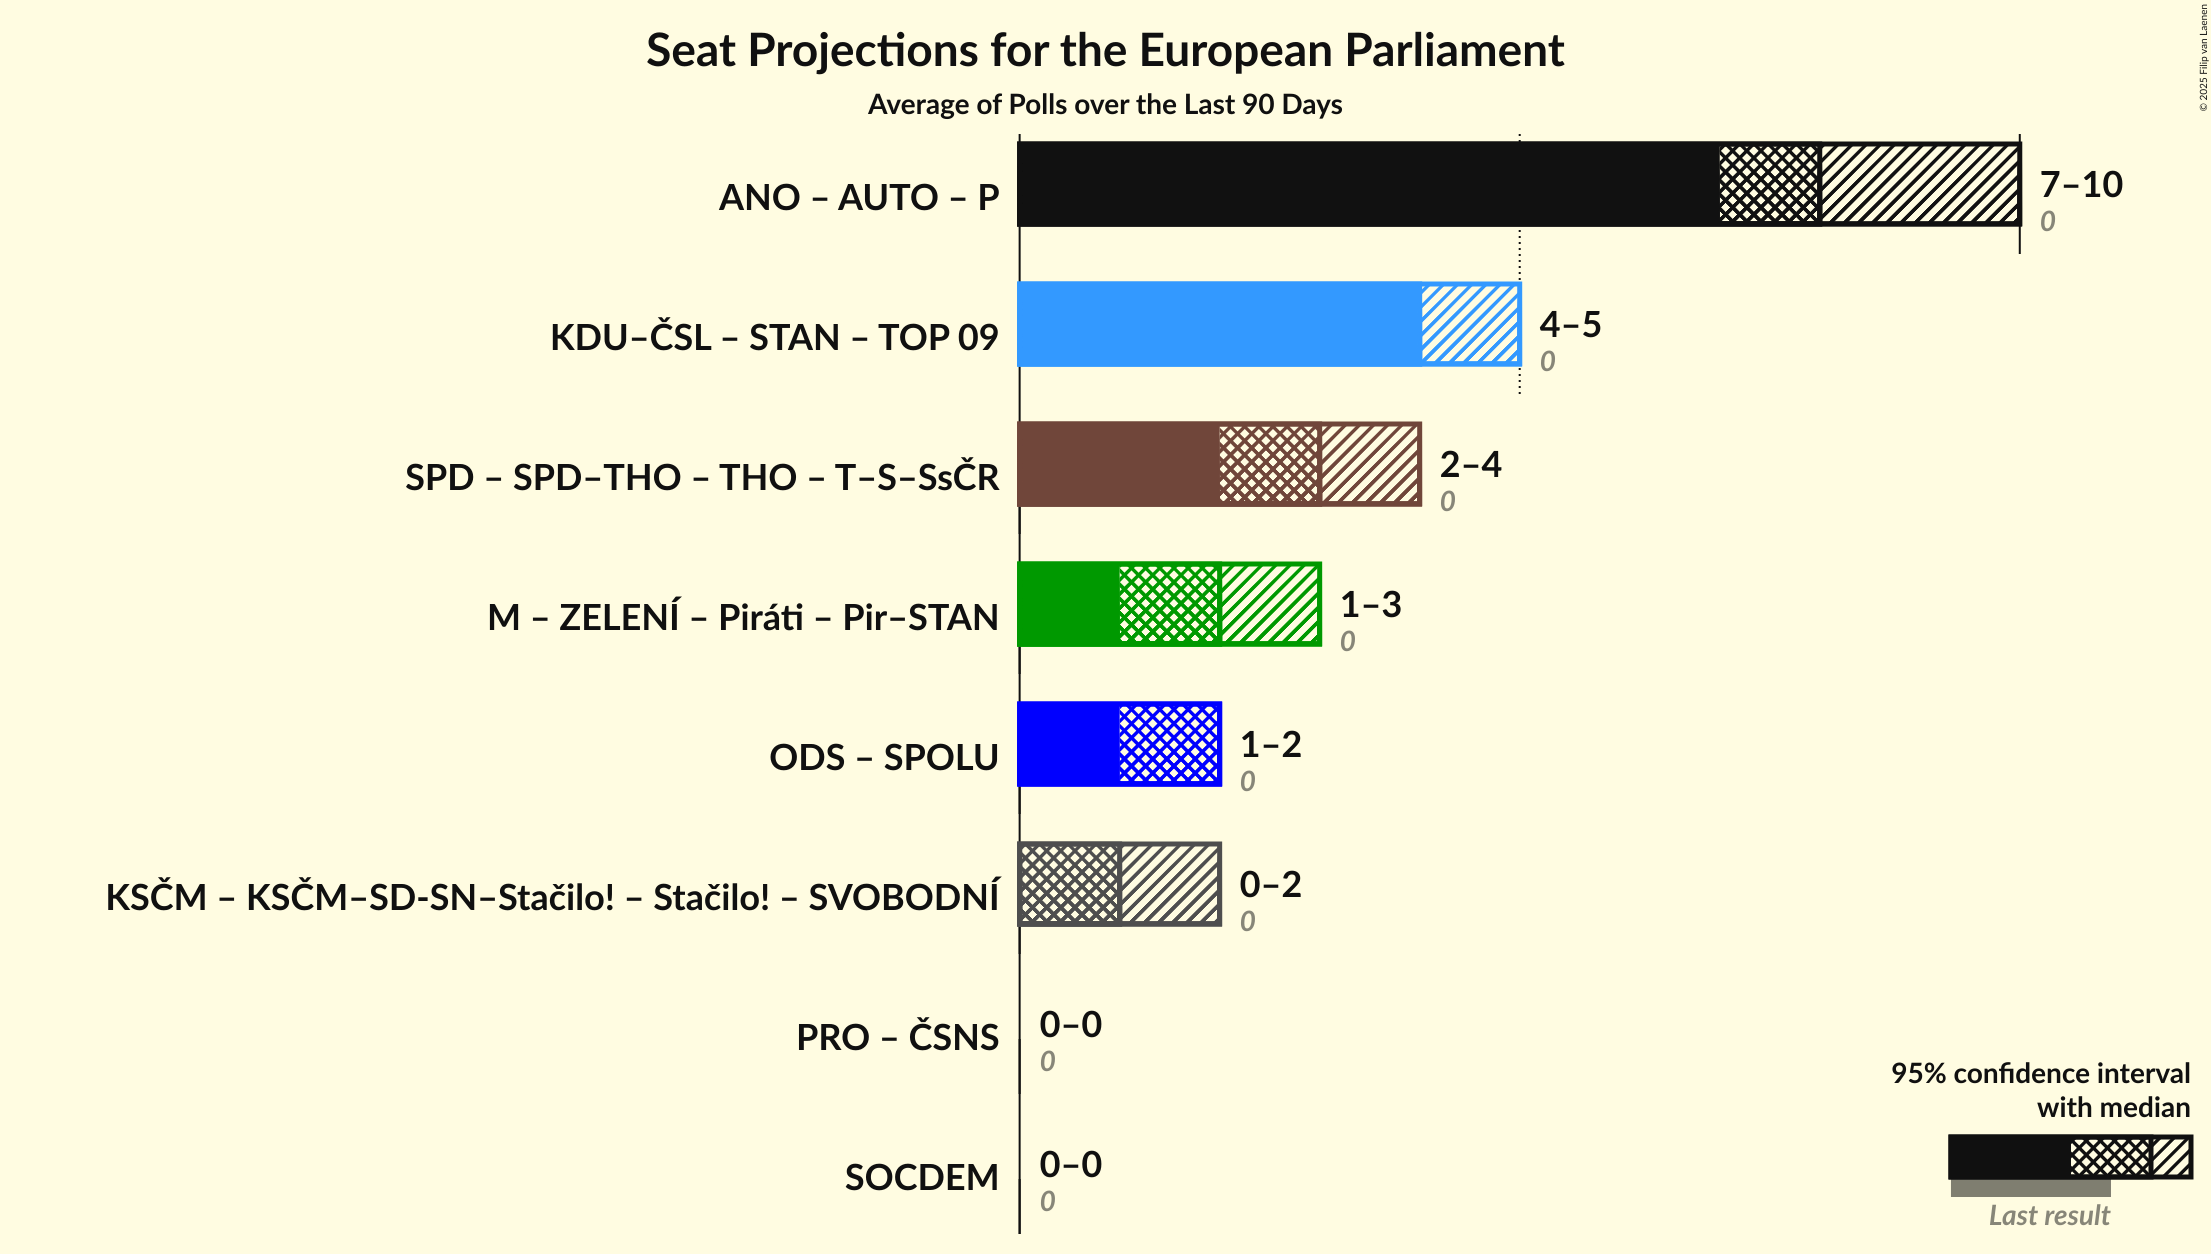 Seat Projections for the European Parliament
Average of Polls over the Last 90 Days
© 2025 Filip van Laenen
ANO – AUTO – P
7–10
0
KDU–ČSL – STAN – TOP 09
4–5
0
SPD – SPD–THO – THO – T–S–SsČR
2–4
0
M – ZELENÍ – Piráti – Pir–STAN
1–3
0
ODS – SPOLU
1–2
0
KSČM – KSČM–SD-SN–Stačilo! – Stačilo! – SVOBODNÍ
0–2
0
PRO – ČSNS
0–0
0
SOCDEM
0–0
0
95% confidence interval
with median
Last result